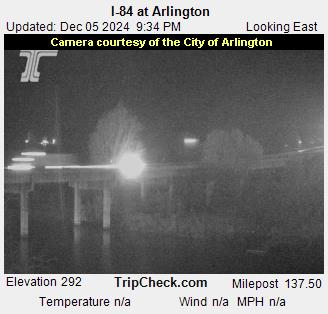 I-84 at Arlington
Updated: Dec 05 2024 9:34 PM Looking East
Camera courtesy of the City of Arlington
Elevation 292 TripCheck.com Milepost 137.50
Temperature n/a Wind n/a MPH n/a